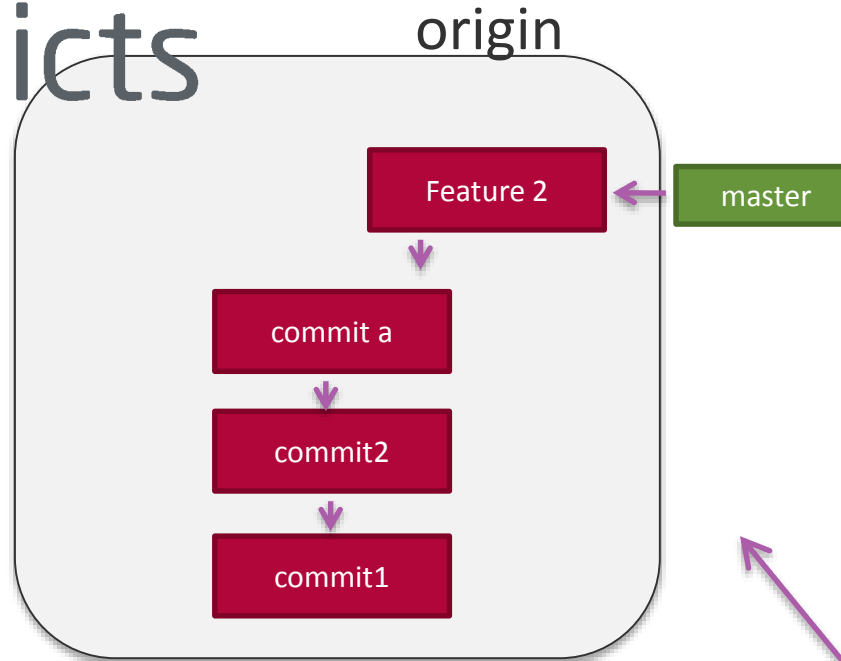 icts
origin
Feature 2
master
commit a
commit2
commit1